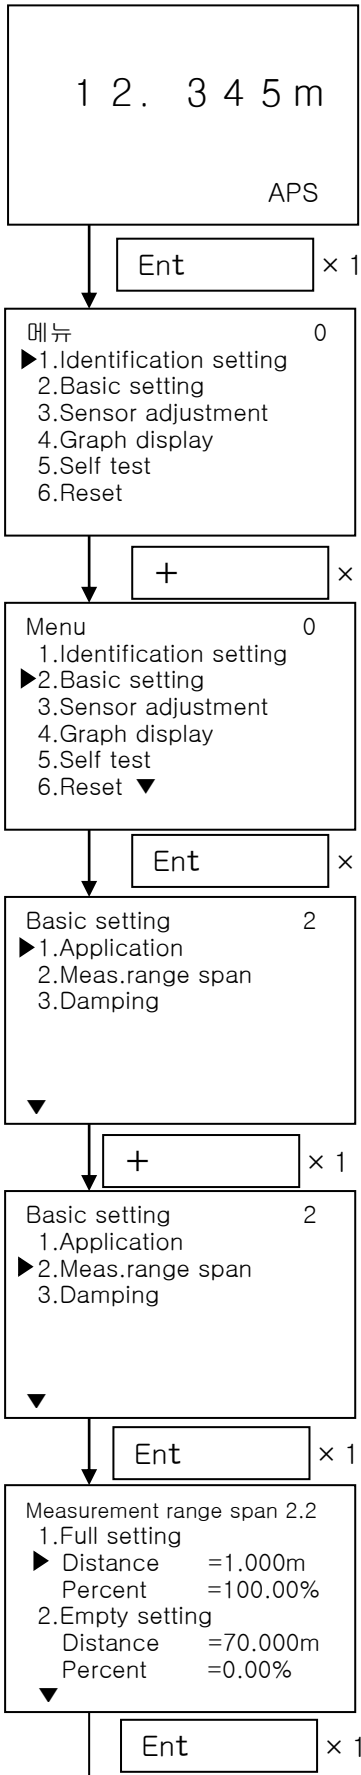 12. 345m
APS
Ent × 1
메뉴 0
▶1.Identification setting
2.Basic setting
3.Sensor adjustment
4.Graph display
5.Self test
6.Reset
+ ×
Menu 0
1.Identification setting
▶2.Basic setting
3.Sensor adjustment
4.Graph display
5.Self test
6.Reset ▼
Ent ×
Basic setting 2
▶1.Application
2.Meas.range span
3.Damping
▼
+ × 1
Basic setting 2
1.Application
▶2.Meas.range span
3.Damping
▼
Ent × 1
Measurement range span 2.2
1.Full setting
▶ Distance =1.000m
Percent =100.00%
2.Empty setting
Distance =70.000m
Percent =0.00%
▼
Ent × 1